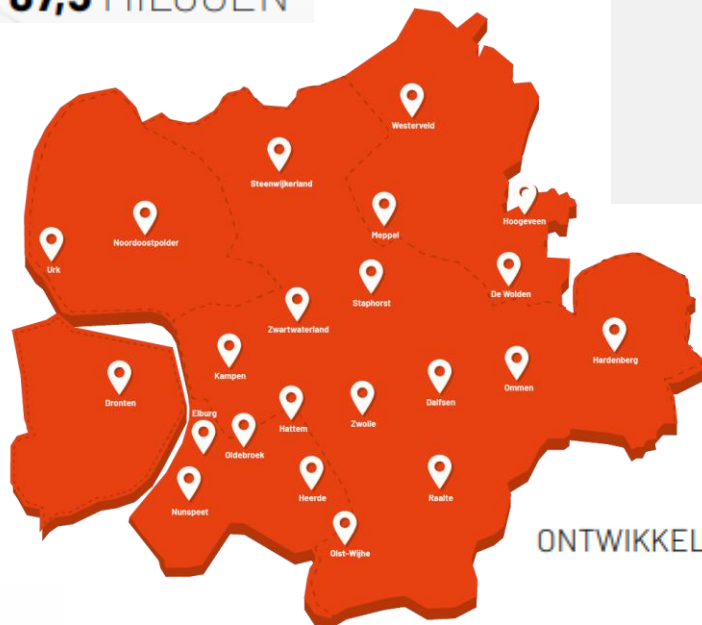 MILJOEN
Westerveld
Steenwijkerland
Hoogeveen
Meppel
Noordoostpolder
Urk
Staphorst
De Wolden
Zwartwaterland
Hardenberg
Kampen
Ommen
Dronten
Dalfsen
Elburg
Hattem
Zwolle
Oldebroek
Heerde
Raalte
Nunspeet
Olst-Wijhe
ONTWIKKEL